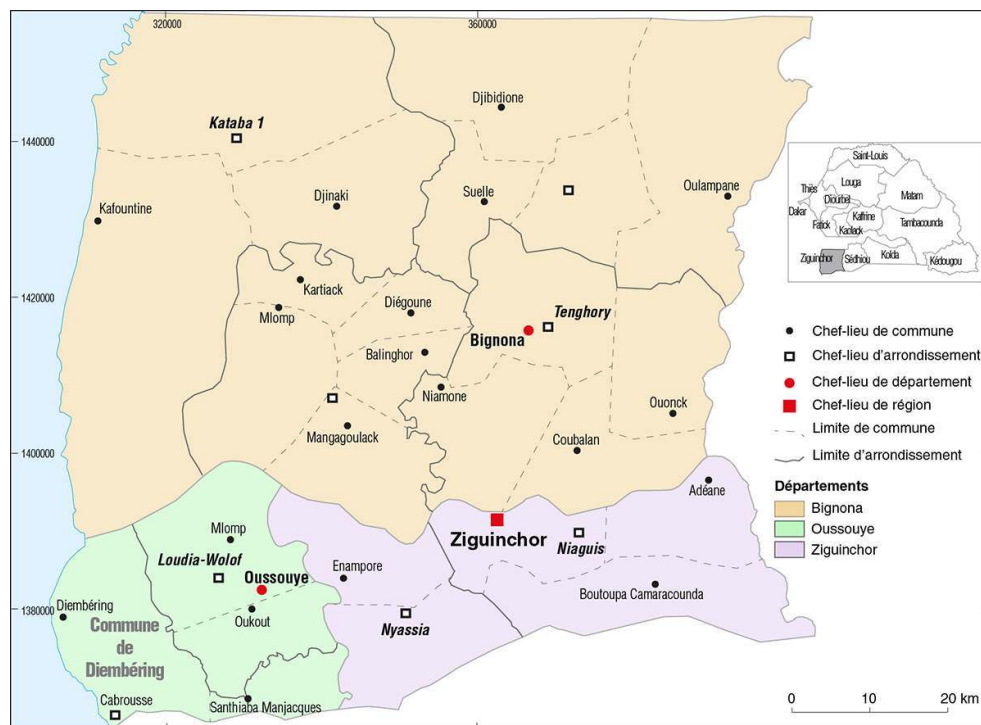 320000
360000
1440000
1420000
1400000
1380000
Djibidione
Kataba 1
Suelle
Oulampane
Djinaki
Kafountine
Kartiack
Mlomp
Diégoune
Tenghory
Bignona
Balinghor
Niamone
Ouonck
Mangagoulack
Coubalan
Adéane
Mlomp
Ziguinchor
Niaguis
Loudia-Wolof
Oussouye
Enampore
Boutoupa Camaracounda
Diembéring
Oukout
Nyassia
Commune
de
Diembéring
Cabrousse
Santhiaba Manjacques
Saint-Louis
Louga
Thiès
Matam
Diourbel
Dakar
Fatick
Kaffrine
Kaolack
Tambacounda
Ziguinchor
Sédhiou
Kolda
Kédougou
Chef-lieu de commune
Chef-lieu d'arrondissement
Chef-lieu de département
Chef-lieu de région
Limite de commune
Limite d'arrondissement
Départements
Bignona
Oussouye
Ziguinchor
0 10 20 km